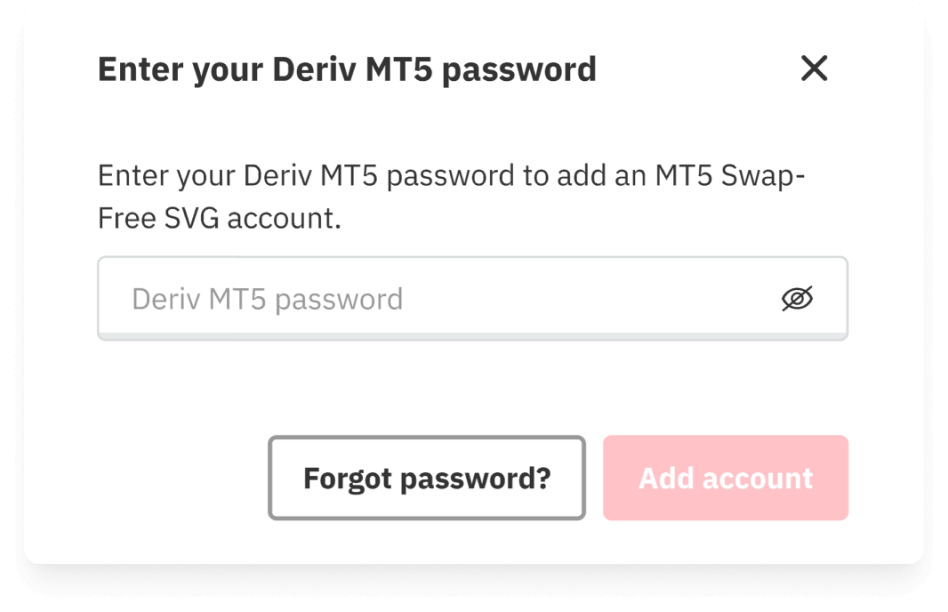 Enter your Deriv MT5 password
Enter your Deriv MT5 password to add an MT5 Swap-
Free SVG account.
Deriv MT5 password
Forgot password?
Add account